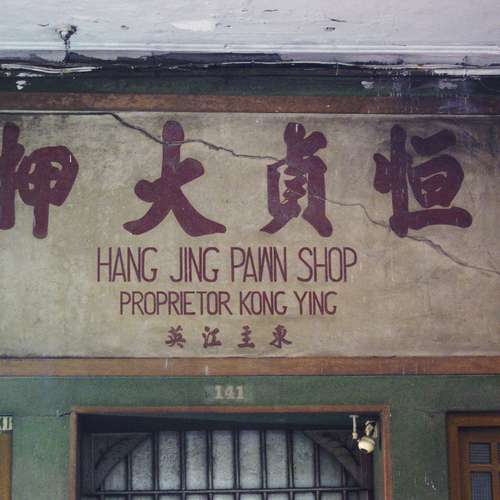 恒貞大押
HANG JING PAWN SHOP
PROPRIETOR KONG YING
東主江英
141